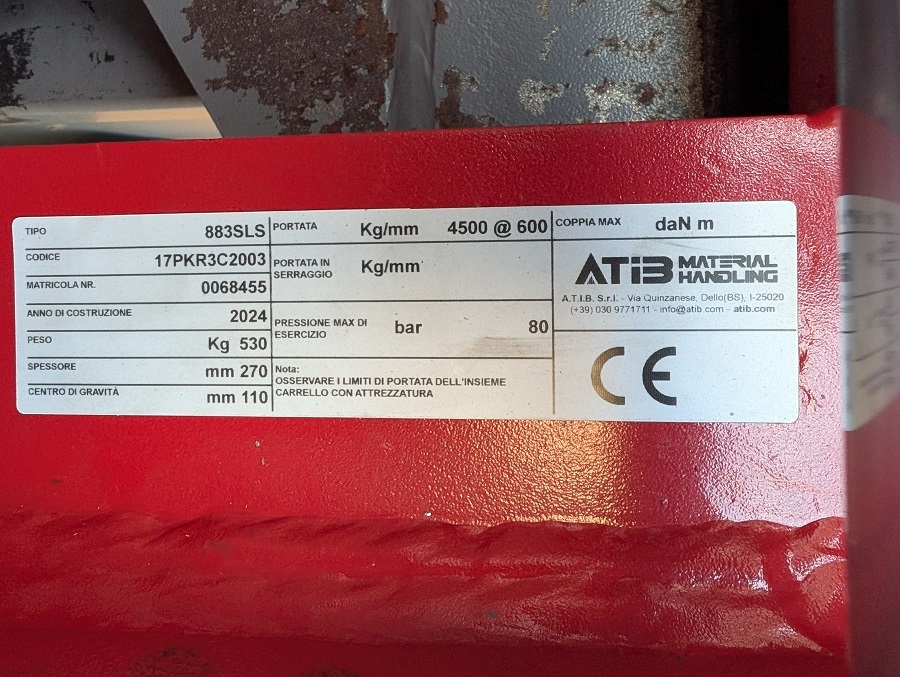 TIPO 883SLS
CODICE 17PKR3C2003
MATRICOLA NR. 0068455
ANNO DI COSTRUZIONE 2024
PESO Kg 530
SPESSORE mm 270
CENTRO DI GRAVITÀ mm 110
PORTATA Kg/mm 4500 @ 600
PORTATA IN
SERRAGGIO Kg/mm
PRESSIONE MAX DI
ESERCIZIO bar 80
Nota:
OSSERVARE I LIMITI DI PORTATA DELL'INSIEME
CARRELLO CON ATTREZZATURA
COPPIA MAX daN m
ATIB MATERIAL
HANDLING
A.T.I.B. S.r.l. - Via Quinzanese, Dello(BS), I-25020
(+39) 030 9771711 - info@atib.com - atib.com
CE